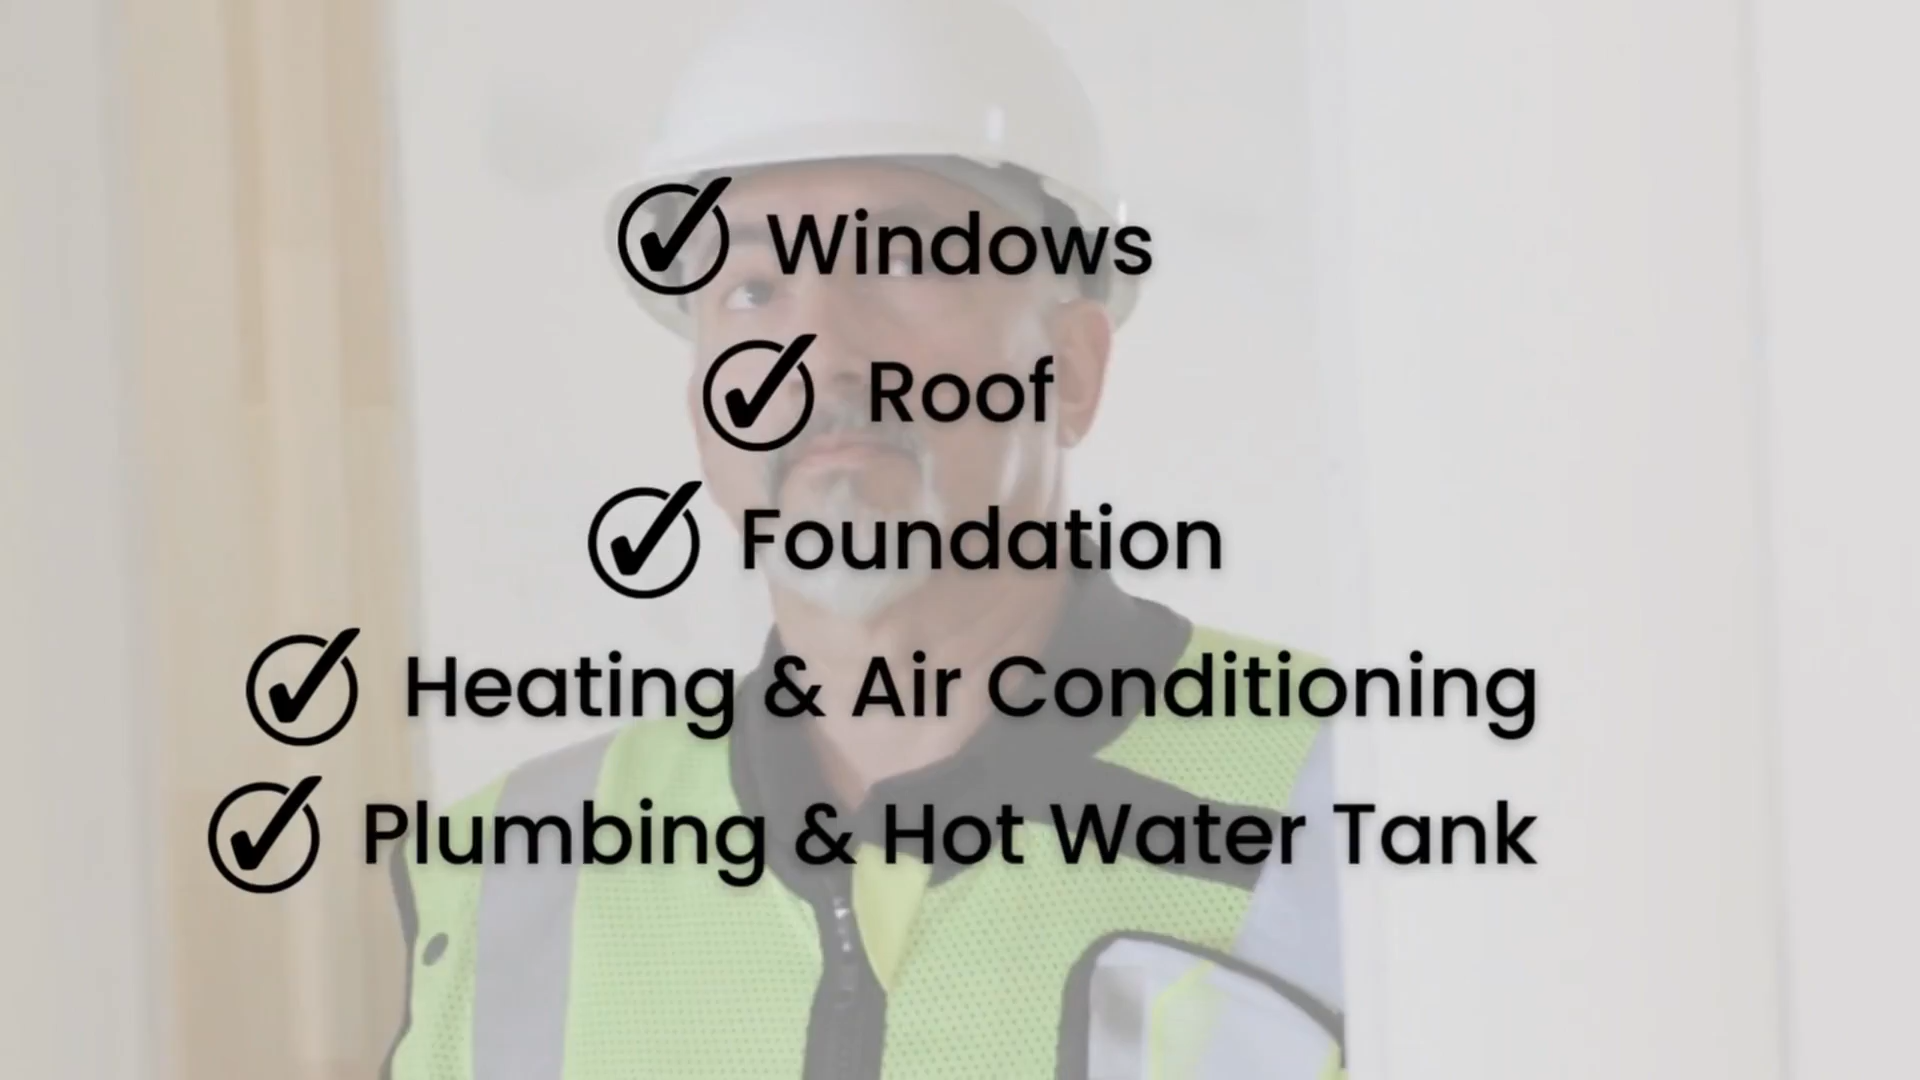 Windows
Roof
Foundation
Heating & Air Conditioning
Plumbing & Hot Water Tank